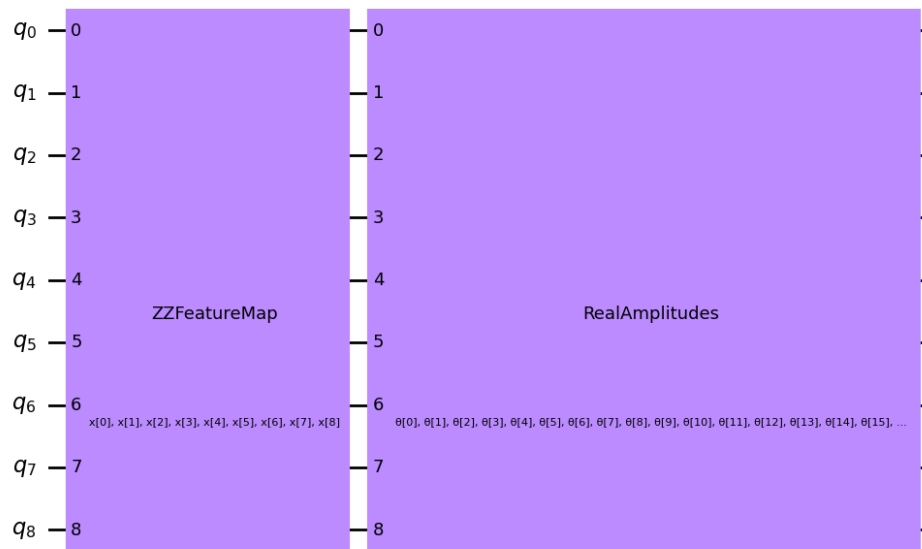 q0 0 0
q1 1 1
q2 2 2
q3 3 3
q4 4 4
ZZFeatureMap RealAmplitudes
q5 5 5
q6 6 6
x[0], x[1], x[2], x[3], x[4], x[5], x[6], x[7], x[8] θ[0], θ[1], θ[2], θ[3], θ[4], θ[5], θ[6], θ[7], θ[8], θ[9], θ[10], θ[11], θ[12], θ[13], θ[14], θ[15], ...
q7 7 7
q8 8 8